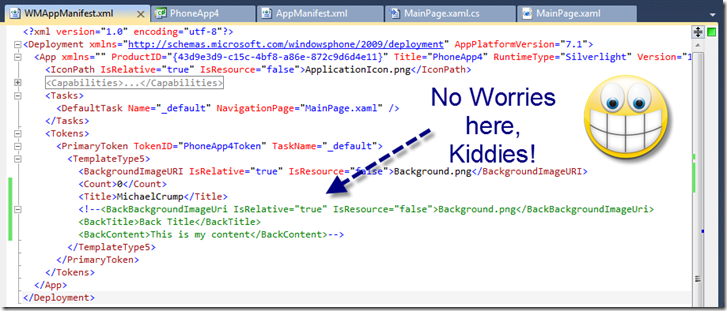 WMAppManifest.xml
PhoneApp4
AppManifest.xml
MainPage.xaml.cs
MainPage.xaml
<?xml version="1.0" encoding="utf-8"?>
<Deployment xmlns="http://schemas.microsoft.com/windowsphone/2009/deployment" AppPlatformVersion="7.1">
<App xmlns="" ProductID="{43d9e3d9-c15c-4bf8-a86e-872c9d6d4e11}" Title="PhoneApp4" RuntimeType="Silverlight" Version="1
<IconPath IsRelative="true" IsResource="false">ApplicationIcon.png</IconPath>
<Capabilities>...</Capabilities>
<Tasks>
<DefaultTask Name="_default" NavigationPage="MainPage.xaml" />
</Tasks>
<Tokens>
<PrimaryToken TokenID="PhoneApp4Token" TaskName="_default">
<TemplateType5>
<BackgroundImageURI IsRelative="true" IsResource="false">Background.png</BackgroundImageURI>
<Count>0</Count>
<Title>MichaelCrump</Title>
<!--<BackBackgroundImageUri IsRelative="true" IsResource="false">Background.png</BackBackgroundImageUri>
<BackTitle>Back Title</BackTitle>
<BackContent>This is my content</BackContent>-->
</TemplateType5>
</PrimaryToken>
</Tokens>
</App>
</Deployment>
No Worries
here,
Kiddies!